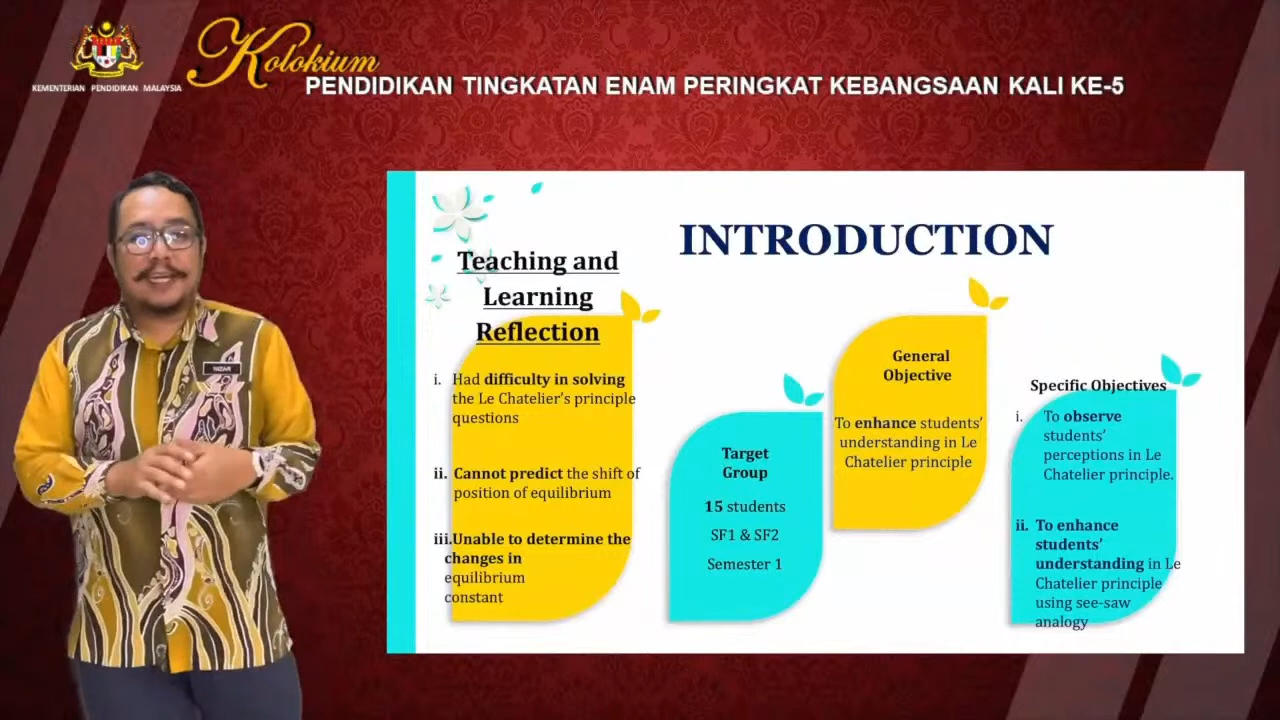 Kolokium
KEMENTERIAN PENDIDIKAN MALAYSIA
PENDIDIKAN TINGKATAN ENAM PERINGKAT KEBANGSAAN KALI KE-5
INTRODUCTION
Teaching and
Learning
Reflection
i. Had difficulty in solving
the Le Chatelier's principle
questions
ii. Cannot predict the shift of
position of equilibrium
iii.Unable to determine the
changes in
equilibrium
constant
Target
Group
15 students
SF1 & SF2
Semester 1
General
Objective
To enhance students'
understanding in Le
Chatelier principle
Specific Objectives
i. To observe
students'
perceptions in Le
Chatelier principle.
ii. To enhance
students'
understanding in Le
Chatelier principle
using see-saw
analogy